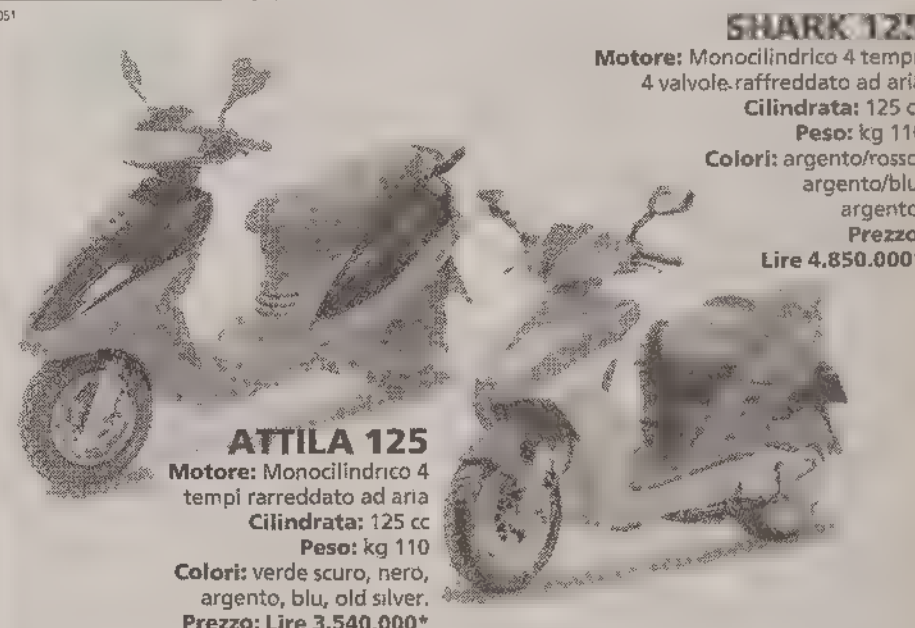 051
SHARK 125
Motore: Monocilindrico 4 tempi
4 valvole raffreddato ad aria
Cilindrata: 125 c
Peso: kg 110
Colori: argento/rosso
argento/blu
argento
Prezzo
Lire 4.850.000*
ATTILA 125
Motore: Monocilindrico 4
tempi rarreddato ad aria
Cilindrata: 125 cc
Peso: kg 110
Colori: verde scuro, nero,
argento, blu, old silver.
Prezzo: Lire 3.540.000*